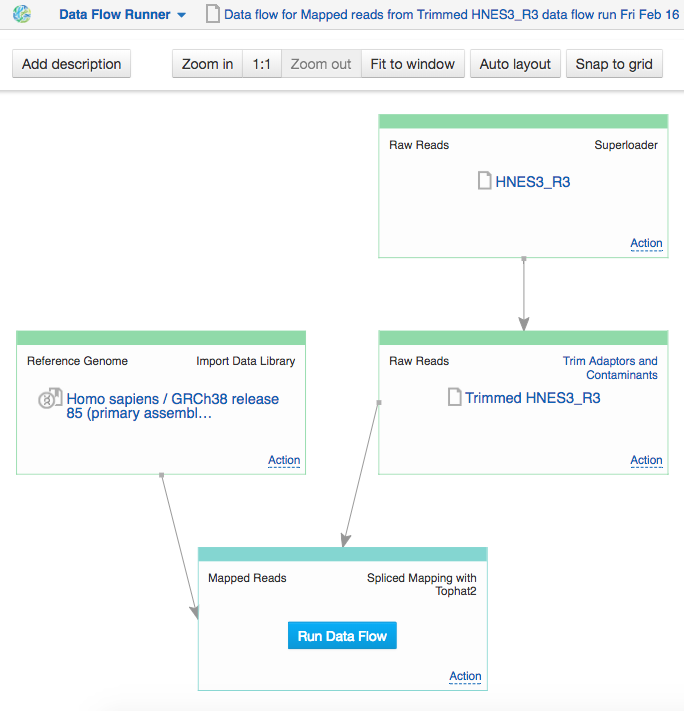 Data Flow Runner Data flow for Mapped reads from Trimmed HNES3_R3 data flow run Fri Feb 16
Add description Zoom in 1:1 Zoom out Fit to window Auto layout Snap to grid
Raw Reads Superloader
HNES3_R3
Action
Reference Genome Import Data Library
Homo sapiens / GRCh38 release
85 (primary assembl…
Action
Raw Reads Trim Adaptors and
Contaminants
Trimmed HNES3_R3
Action
Mapped Reads Spliced Mapping with
Tophat2
Run Data Flow
Action